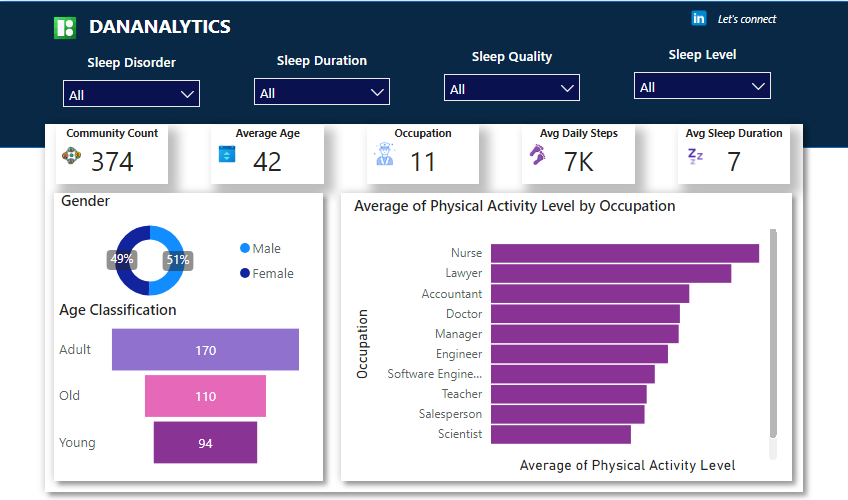 DANANALYTICS
in
Let's connect
Sleep Disorder
Sleep Duration
Sleep Quality
Sleep Level
All
All
All
All
Community Count
374
Average Age
42
Occupation
11
Avg Daily Steps
7K
Avg Sleep Duration
7
Gender
49%
51%
Male
Female
Age Classification
Adult
170
Old
110
Young
94
Average of Physical Activity Level by Occupation
Occupation
Nurse
Lawyer
Accountant
Doctor
Manager
Engineer
Software Engine...
Teacher
Salesperson
Scientist
Average of Physical Activity Level